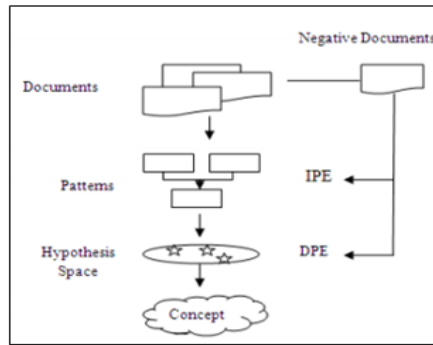 Negative Documents
Documents
Patterns
IPE
Hypothesis
Space
DPE
Concept